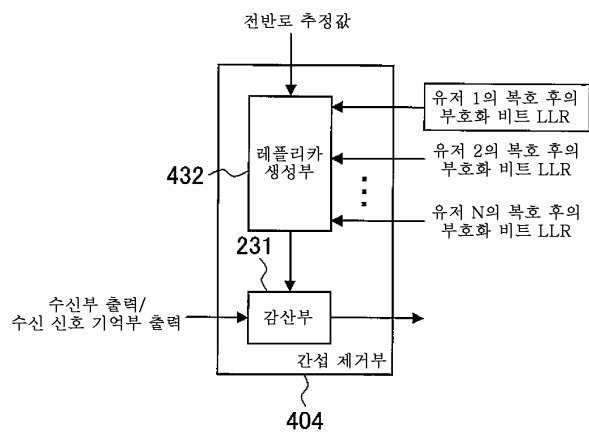 전반로 추정값
유저 1의 복호 후의
부호화 비트 LLR
레플리카
생성부
432
유저 2의 복호 후의
부호화 비트 LLR
유저 N의 복호 후의
부호화 비트 LLR
231
수신부 출력/
수신 신호 기억부 출력
감산부
간섭 제거부
404